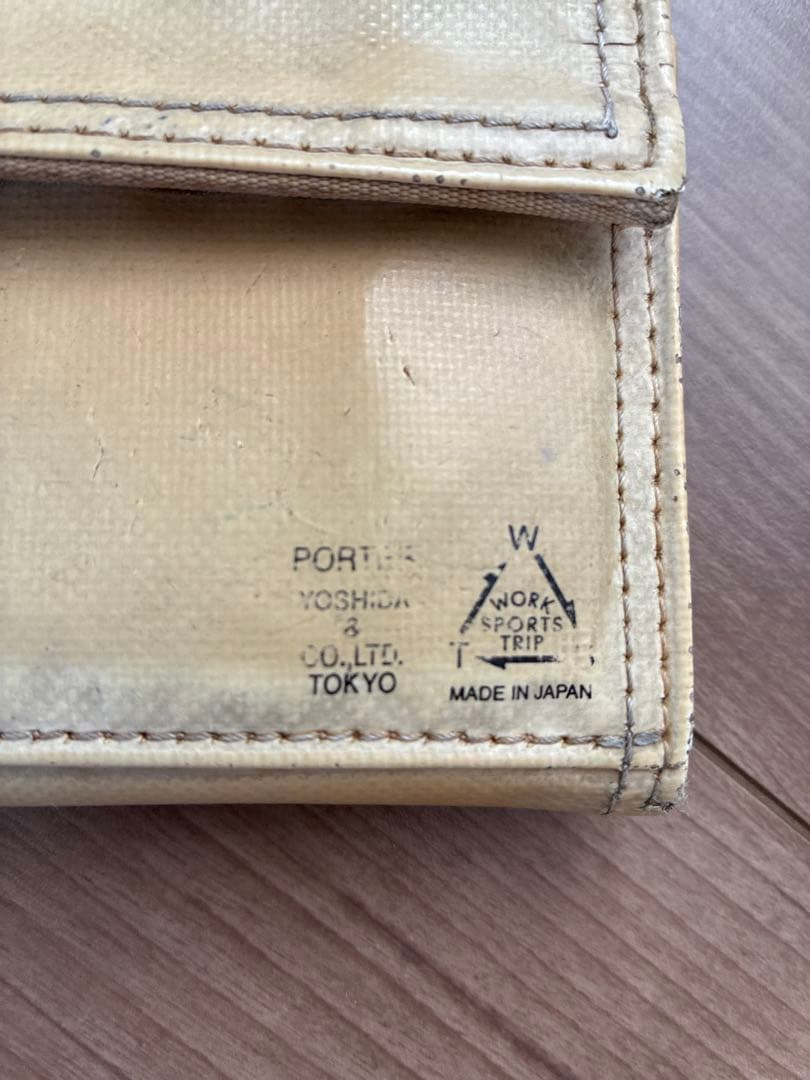 PORTER
YOSHIDA
&
CO.,LTD.
TOKYO
W
WORK
SPORTS
TRIP
T S
MADE IN JAPAN